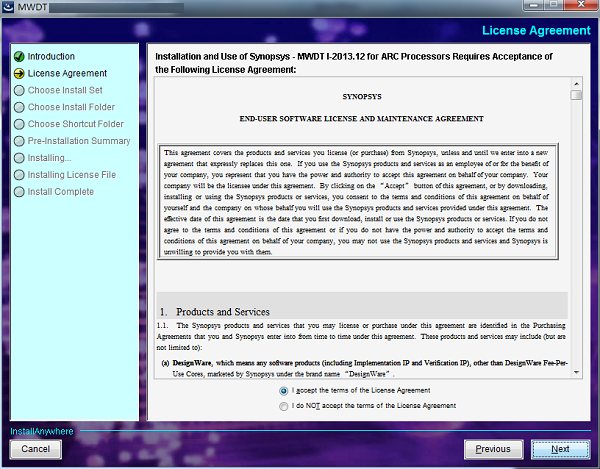 MWDT
License Agreement
Introduction
License Agreement
Choose Install Set
Choose Install Folder
Choose Shortcut Folder
Pre-Installation Summary
Installing...
Installing License File
Install Complete
Installation and Use of Synopsys - MWDT I-2013.12 for ARC Processors Requires Acceptance of
the Following License Agreement:
SYNOPSYS
END-USER SOFTWARE LICENSE AND MAINTENANCE AGREEMENT
This agreement covers the products and services you license (or purchase) from Synopsys, unless and until we enter into a new
agreement that expressly replaces this one. If you use the Synopsys products and services as an employee of or for the benefit of
your company, you represent that you have the power and authority to accept this agreement on behalf of your company. Your
company will be the licensee under this agreement. By clicking on the “Accept” button of this agreement, or by downloading,
installing or using the Synopsys products or services, you consent to the terms and conditions of this agreement on behalf of
yourself and the company on whose behalf you will use the Synopsys products and services provided under this agreement. The
effective date of this agreement is the date that you first download, install or use the Synopsys products or services. If you do not
agree to the terms and conditions of this agreement or if you do not have the power and authority to accept the terms and
conditions of this agreement on behalf of your company, you may not use the Synopsys products and services and Synopsys is
unwilling to provide you with them.
1. Products and Services
1.1. The Synopsys products and services that you may license or purchase under this agreement are identified in the Purchasing
Agreements that you and Synopsys enter into from time to time under this agreement. These products and services may include (but are
not limited to):
(a) DesignWare, which means any software products (including Implementation IP and Verification IP), other than DesignWare Fee-Per-
Use Cores, marketed by Synopsys under the brand name “DesignWare”.
I accept the terms of the License Agreement
I do NOT accept the terms of the License Agreement
InstallAnywhere
Cancel
Previous
Next